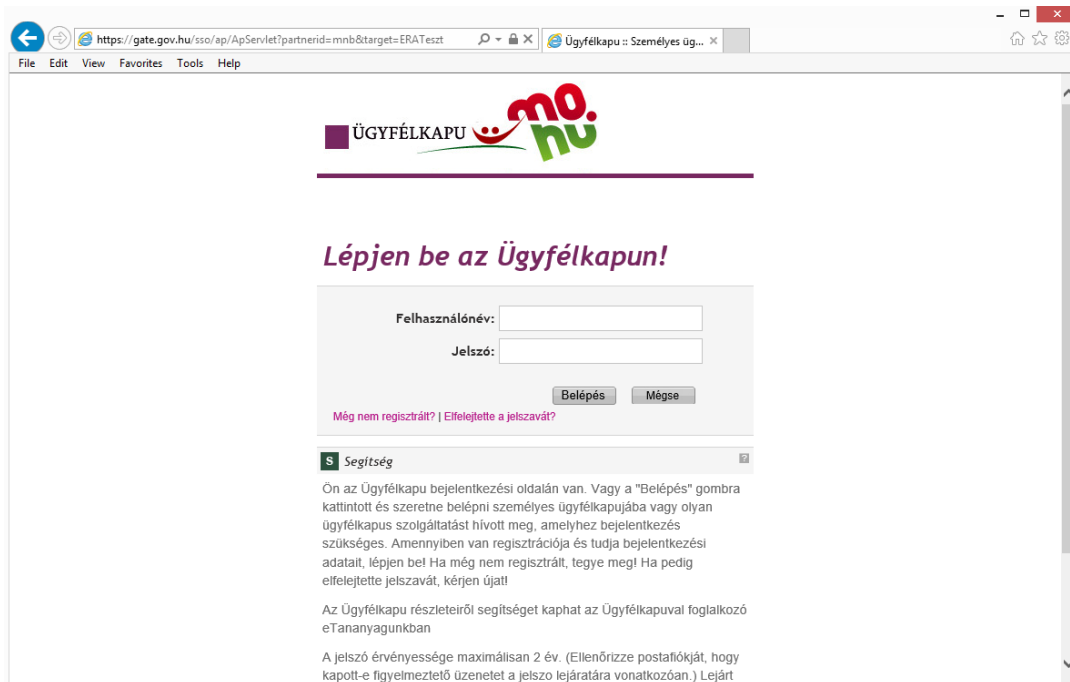 https://gate.gov.hu/sso/ap/ApServlet?partnerid=mnb&target=ERATeszt
Ügyfélkapu :: Személyes üg...
File Edit View Favorites Tools Help
ÜGYFÉLKAPU mo.hu
Lépjen be az Ügyfélkapun!
Felhasználónév:
Jelszó:
Belépés Mégse
Még nem regisztrált? | Elfelejtette a jelszavát?
S Segítség ?
Ön az Ügyfélkapu bejelentkezési oldalán van. Vagy a "Belépés" gombra
kattintott és szeretne belépni személyes ügyfélkapujába vagy olyan
ügyfélkapus szolgáltatást hívott meg, amelyhez bejelentkezés
szükséges. Amennyiben van regisztrációja és tudja bejelentkezési
adatait, lépjen be! Ha még nem regisztrált, tegye meg! Ha pedig
elfelejtette jelszavát, kérjen újat!
Az Ügyfélkapu részleteiről segítséget kaphat az Ügyfélkapuval foglalkozó
eTananyagunkban
A jelszó érvényessége maximálisan 2 év. (Ellenőrizze postafiókját, hogy
kapott-e figyelmeztető üzenetet a jelszo lejáratára vonatkozóan.) Lejárt